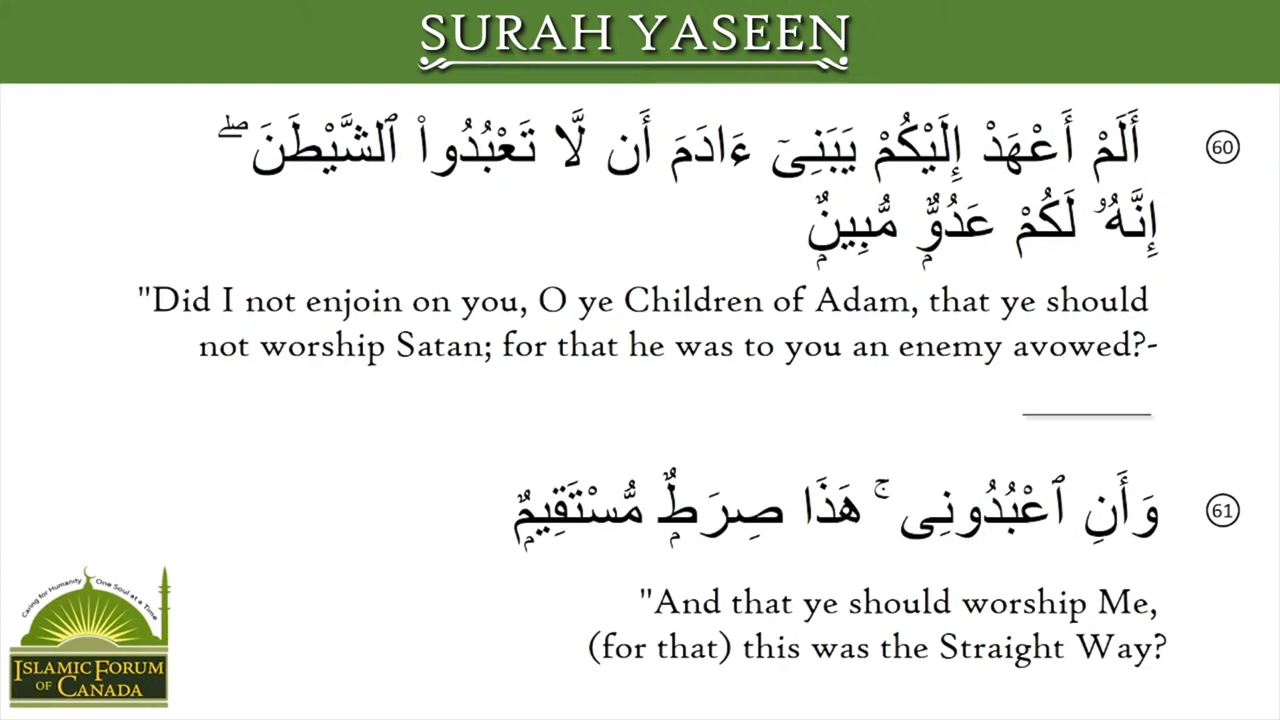 SURAH YASEEN
أَلَمْ أَعْهَدْ إِلَيْكُمْ يَبَنِىٓ ءَادَمَ أَن لَّا تَعْبُدُوا۟ ٱلشَّيْطَنَ ۖ
60
إِنَّهُۥ لَكُمْ عَدُوٌّۭ مُّبِينٌۭ
"Did I not enjoin on you, O ye Children of Adam, that ye should
not worship Satan; for that he was to you an enemy avowed?-
وَأَنِ ٱعْبُدُونِى ۚ هَذَا صِرَطٌۭ مُّسْتَقِيمٌۭ
61
"And that ye should worship Me,
(for that) this was the Straight Way?
Caring for Humanity One Soul at a Time
ISLAMIC FORUM
OF CANADA